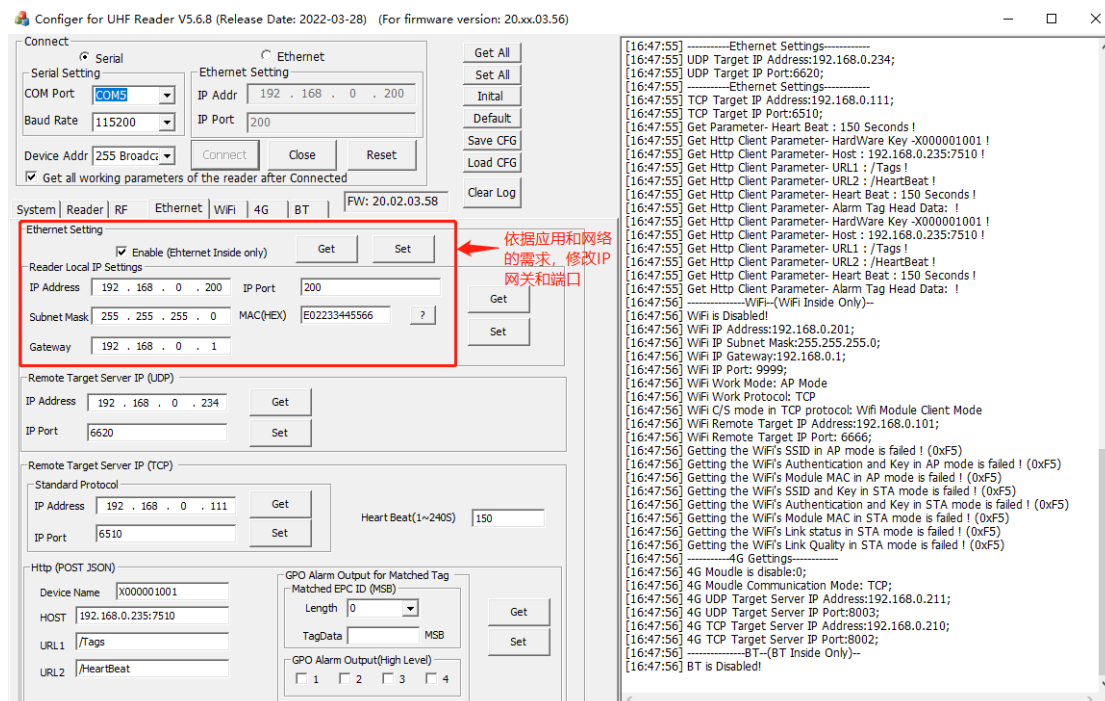 Configer for UHF Reader V5.6.8 (Release Date: 2022-03-28) (For firmware version: 20.xx.03.56)
Connect
Serial
Ethernet
Serial Setting
COM Port COM5
Baud Rate 115200
Ethernet Setting
IP Addr 192 . 168 . 0 . 200
IP Port 200
Device Addr 255 Broadca
Connect Close Reset
Get all working parameters of the reader after Connected
Get All
Set All
Inital
Default
Save CFG
Load CFG
Clear Log
System Reader RF Ethernet WiFi 4G BT
FW: 20.02.03.58
Ethernet Setting
Enable (Ehternet Inside only) Get Set
Reader Local IP Settings
IP Address 192 . 168 . 0 . 200 IP Port 200
Subnet Mask 255 . 255 . 255 . 0 MAC(HEX) E02233445566 ?
Gateway 192 . 168 . 0 . 1
Get
Set
依据应用和网络
的需求，修改IP
网关和端口
Remote Target Server IP (UDP)
IP Address 192 . 168 . 0 . 234 Get
IP Port 6620 Set
Remote Target Server IP (TCP)
Standard Protocol
IP Address 192 . 168 . 0 . 111 Get
IP Port 6510 Set
Heart Beat(1~240S) 150
Http (POST JSON)
Device Name X000001001
HOST 192.168.0.235:7510
URL1 /Tags
URL2 /HeartBeat
GPO Alarm Output for Matched Tag
Matched EPC ID (MSB)
Length 0
TagData MSB
GPO Alarm Output(High Level)
1 2 3 4
Get
Set
[16:47:55] -----------Ethernet Settings------------
[16:47:55] UDP Target IP Address:192.168.0.234;
[16:47:55] UDP Target IP Port:6620;
[16:47:55] -----------Ethernet Settings------------
[16:47:55] TCP Target IP Address:192.168.0.111;
[16:47:55] TCP Target IP Port:6510;
[16:47:55] Get Parameter- Heart Beat : 150 Seconds !
[16:47:55] Get Http Client Parameter- HardWare Key -X000001001 !
[16:47:55] Get Http Client Parameter- Host : 192.168.0.235:7510 !
[16:47:55] Get Http Client Parameter- URL1 : /Tags !
[16:47:55] Get Http Client Parameter- URL2 : /HeartBeat !
[16:47:55] Get Http Client Parameter- Heart Beat : 150 Seconds !
[16:47:55] Get Http Client Parameter- Alarm Tag Head Data: !
[16:47:55] Get Http Client Parameter- HardWare Key -X000001001 !
[16:47:55] Get Http Client Parameter- Host : 192.168.0.235:7510 !
[16:47:55] Get Http Client Parameter- URL1 : /Tags !
[16:47:55] Get Http Client Parameter- URL2 : /HeartBeat !
[16:47:55] Get Http Client Parameter- Heart Beat : 150 Seconds !
[16:47:55] Get Http Client Parameter- Alarm Tag Head Data: !
[16:47:56] ---------------WiFi--(WiFi Inside Only)--
[16:47:56] WiFi is Disabled!
[16:47:56] WiFi IP Address:192.168.0.201;
[16:47:56] WiFi IP Subnet Mask:255.255.255.0;
[16:47:56] WiFi IP Gateway:192.168.0.1;
[16:47:56] WiFi IP Port: 9999;
[16:47:56] WiFi Work Mode: AP Mode
[16:47:56] WiFi Work Protocol: TCP
[16:47:56] WiFi C/S mode in TCP protocol: Wifi Module Client Mode
[16:47:56] WiFi Remote Target IP Address:192.168.0.101;
[16:47:56] WiFi Remote Target IP Port: 6666;
[16:47:56] Getting the WiFi's SSID in AP mode is failed ! (0xF5)
[16:47:56] Getting the WiFi's Authentication and Key in AP mode is failed ! (0xF5)
[16:47:56] Getting the WiFi's Module MAC in AP mode is failed ! (0xF5)
[16:47:56] Getting the WiFi's SSID and Key in STA mode is failed ! (0xF5)
[16:47:56] Getting the WiFi's Authentication and Key in STA mode is failed ! (0xF5)
[16:47:56] Getting the WiFi's Module MAC in STA mode is failed ! (0xF5)
[16:47:56] Getting the WiFi's Link status in STA mode is failed ! (0xF5)
[16:47:56] Getting the WiFi's Link Quality in STA mode is failed ! (0xF5)
[16:47:56] -----------4G Gettings------------
[16:47:56] 4G Moudle is disable:0;
[16:47:56] 4G Moudle Communication Mode: TCP;
[16:47:56] 4G UDP Target Server IP Address:192.168.0.211;
[16:47:56] 4G UDP Target Server IP Port:8003;
[16:47:56] 4G TCP Target Server IP Address:192.168.0.210;
[16:47:56] 4G TCP Target Server IP Port:8002;
[16:47:56] ---------------BT--(BT Inside Only)--
[16:47:56] BT is Disabled!